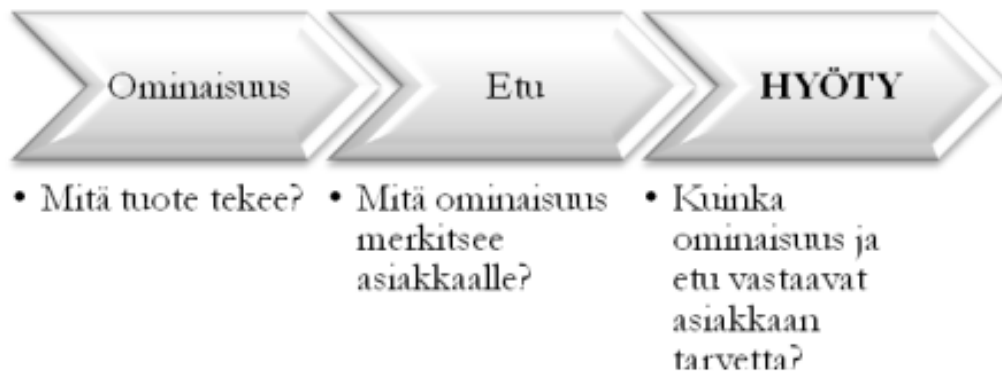 Ominaisuus
Etu
HYÖTY
• Mitä tuote tekee?
• Mitä ominaisuus
merkitsee
asiakkaalle?
• Kuinka
ominaisuus ja
etu vastaavat
asiakkaan
tarvetta?